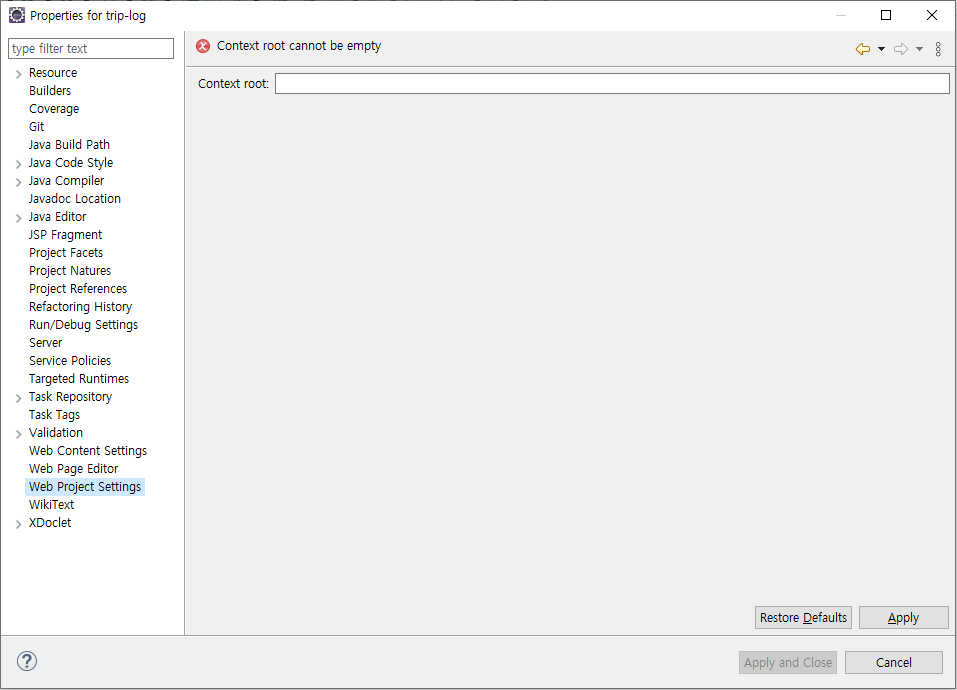 Properties for trip-log
type filter text
Resource
Builders
Coverage
Git
Java Build Path
Java Code Style
Java Compiler
Javadoc Location
Java Editor
JSP Fragment
Project Facets
Project Natures
Project References
Refactoring History
Run/Debug Settings
Server
Service Policies
Targeted Runtimes
Task Repository
Task Tags
Validation
Web Content Settings
Web Page Editor
Web Project Settings
WikiText
XDoclet
Context root cannot be empty
Context root:
Restore Defaults
Apply
?
Apply and Close
Cancel